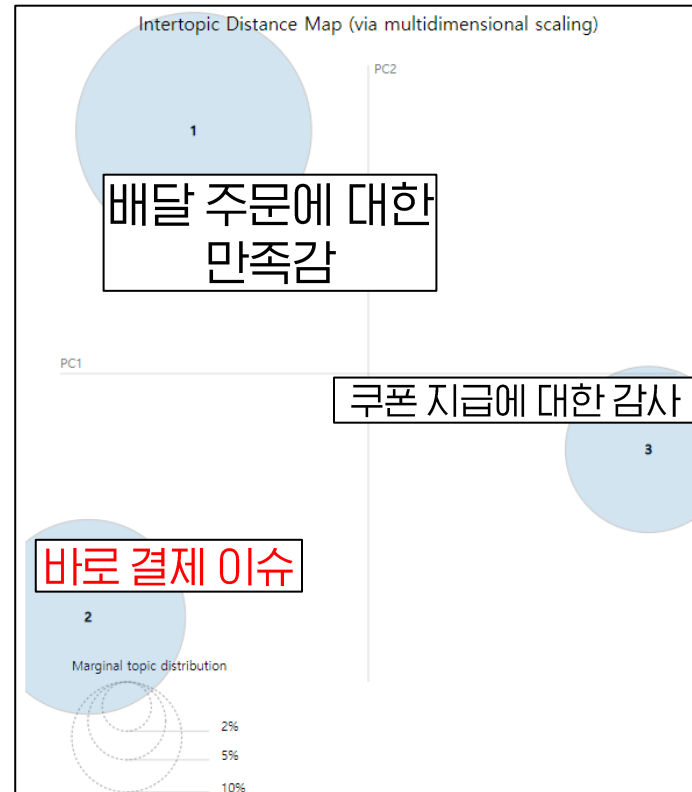 Intertopic Distance Map (via multidimensional scaling)
PC2
1
배달 주문에 대한
만족감
PC1
쿠폰 지급에 대한 감사
3
바로 결제 이슈
2
Marginal topic distribution
2%
5%
10%